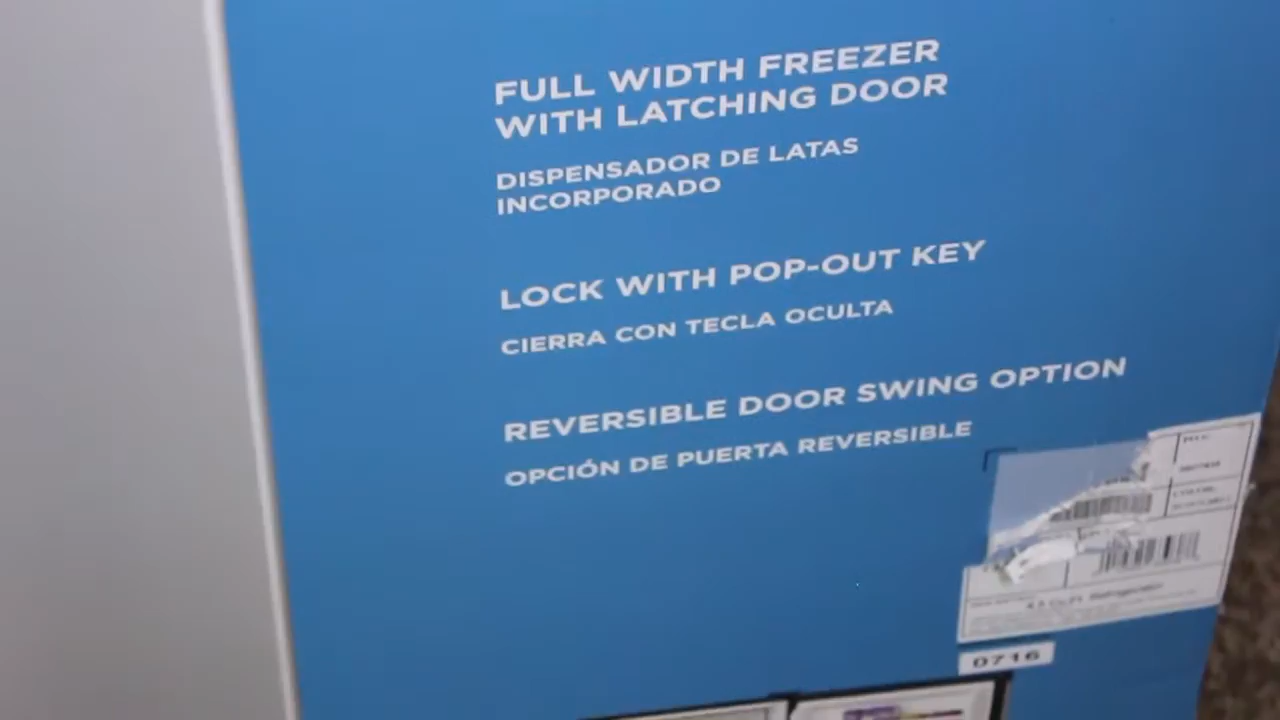 FULL WIDTH FREEZER
WITH LATCHING DOOR
DISPENSADOR DE LATAS
INCORPORADO
LOCK WITH POP-OUT KEY
CIERRA CON TECLA OCULTA
REVERSIBLE DOOR SWING OPTION
OPCIÓN DE PUERTA REVERSIBLE
Refrigerator
0716